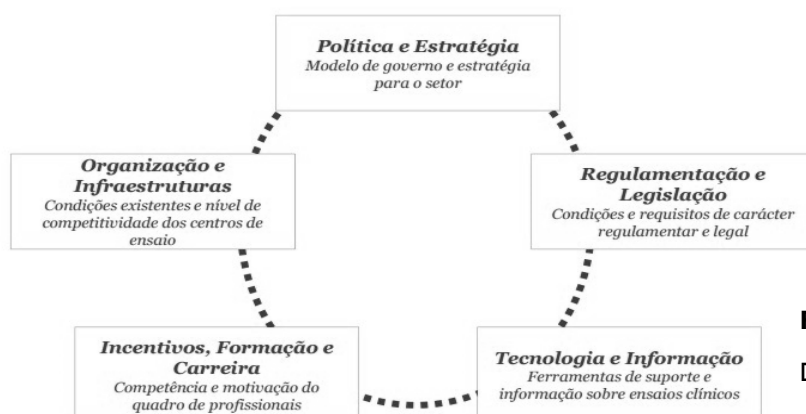 Política e Estratégia
Modelo de governo e estratégia
para o setor
Organização e
Infraestruturas
Condições existentes e nível de
competitividade dos centros de
ensaio
Regulamentação e
Legislação
Condições e requisitos de carácter
regulamentar e legal
Incentivos, Formação e
Carreira
Competência e motivação do
quadro de profissionais
Tecnologia e Informação
Ferramentas de suporte e
informação sobre ensaios clínicos